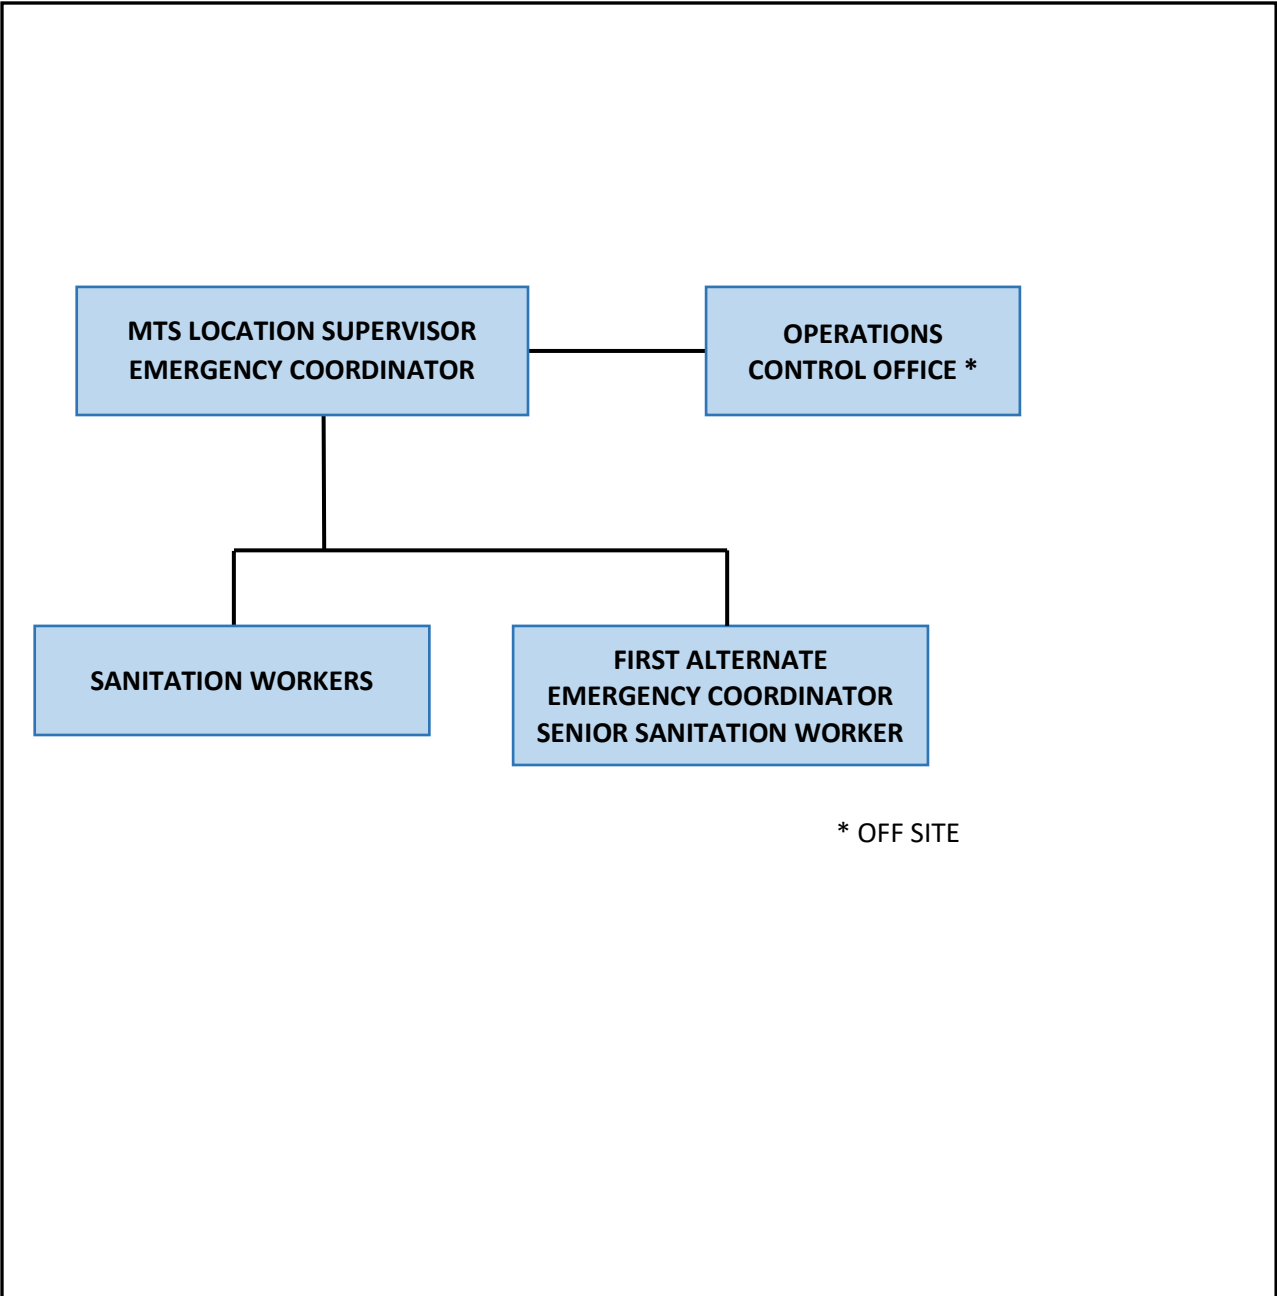 MTS LOCATION SUPERVISOR
EMERGENCY COORDINATOR
OPERATIONS
CONTROL OFFICE *
SANITATION WORKERS
FIRST ALTERNATE
EMERGENCY COORDINATOR
SENIOR SANITATION WORKER
* OFF SITE